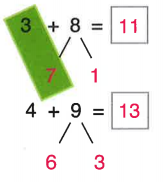 3 + 8 = 11
7 1
4 + 9 = 13
6 3